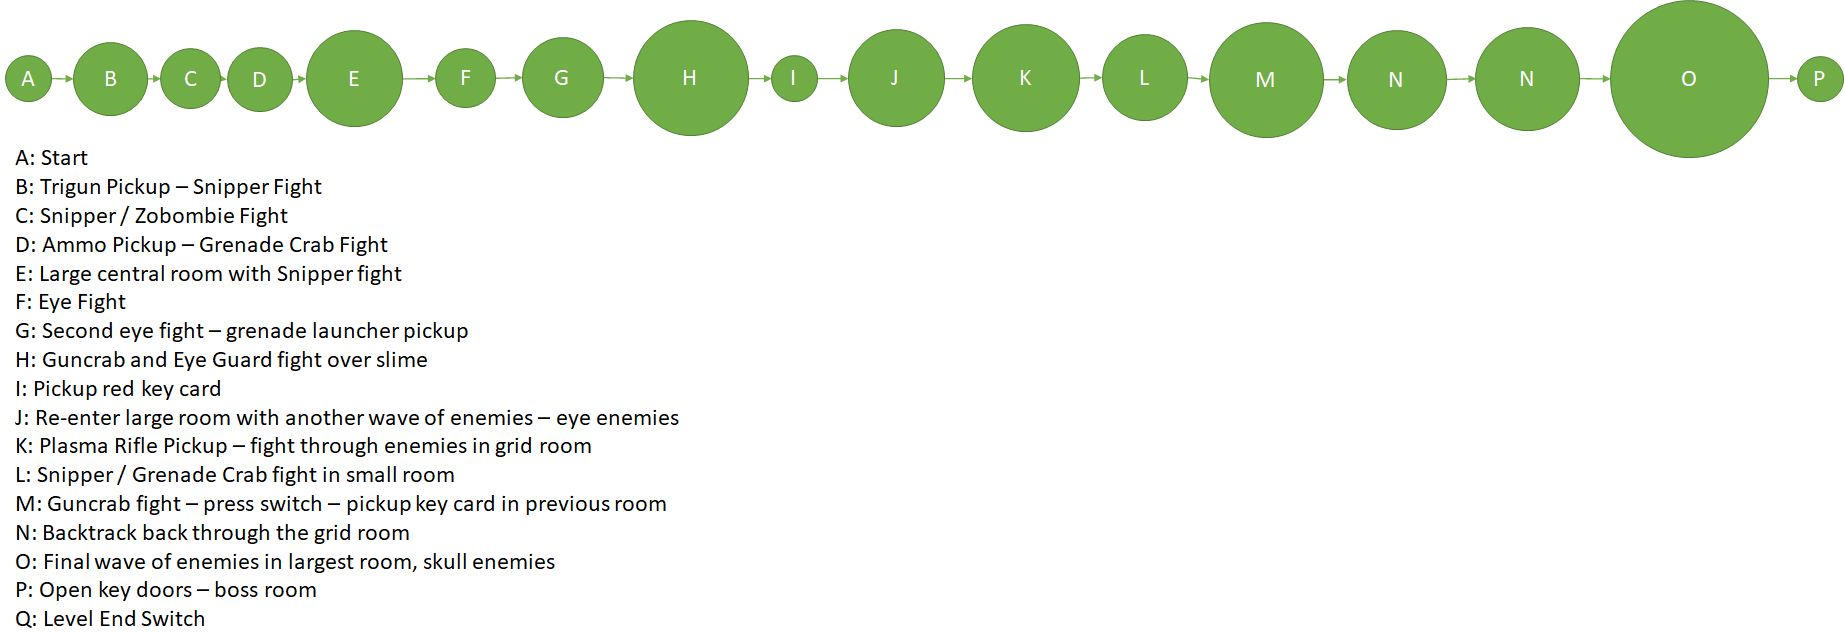 A B C D E F G H I J K L M N N O P
A: Start
B: Trigun Pickup – Snipper Fight
C: Snipper / Zobombie Fight
D: Ammo Pickup – Grenade Crab Fight
E: Large central room with Snipper fight
F: Eye Fight
G: Second eye fight – grenade launcher pickup
H: Guncrab and Eye Guard fight over slime
I: Pickup red key card
J: Re-enter large room with another wave of enemies – eye enemies
K: Plasma Rifle Pickup – fight through enemies in grid room
L: Snipper / Grenade Crab fight in small room
M: Guncrab fight – press switch – pickup key card in previous room
N: Backtrack back through the grid room
O: Final wave of enemies in largest room, skull enemies
P: Open key doors – boss room
Q: Level End Switch